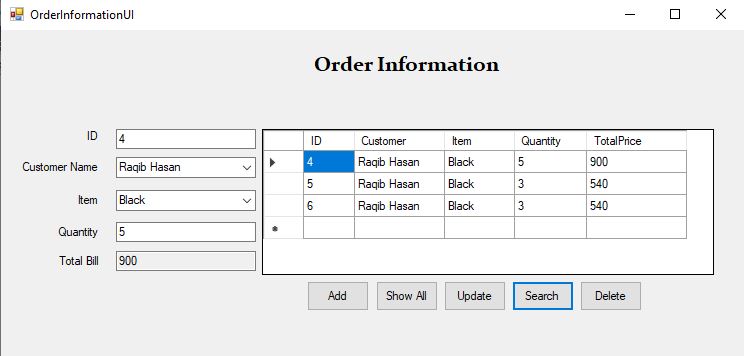 OrderInformationUI
Order Information
ID 4
Customer Name Raqib Hasan
Item Black
Quantity 5
Total Bill 900
ID Customer Item Quantity TotalPrice
4 Raqib Hasan Black 5 900
5 Raqib Hasan Black 3 540
6 Raqib Hasan Black 3 540
Add Show All Update Search Delete